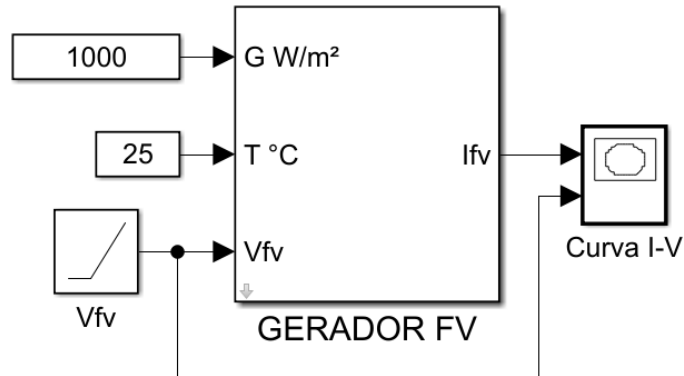 1000
G W/m²
25
T °C
Ifv
Vfv
Curva I-V
Vfv
GERADOR FV